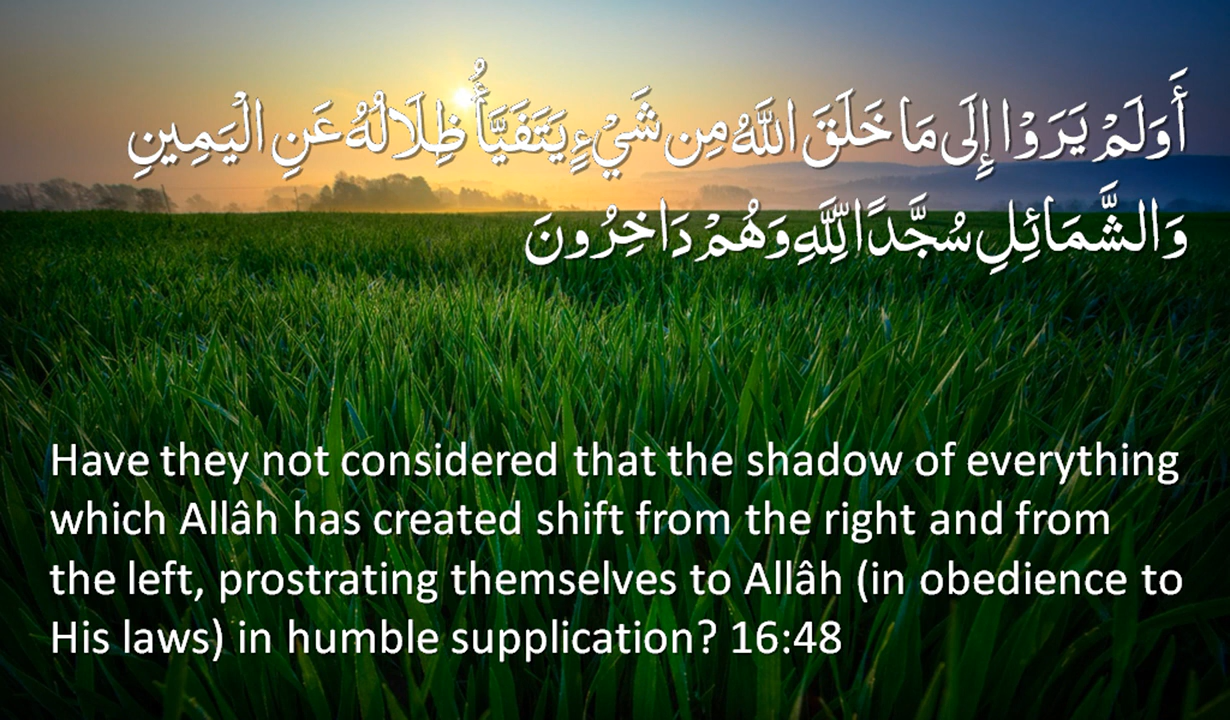 أَوَلَمْ يَرَوْا إِلَى مَا خَلَقَ اللَّهُ مِن شَيْءٍ يَتَفَيَّأُ ظِلَالُهُ عَنِ الْيَمِينِ
وَالشَّمَائِلِ سُجَّدًا لِّلَّهِ وَهُمْ دَاخِرُونَ
Have they not considered that the shadow of everything
which Allâh has created shift from the right and from
the left, prostrating themselves to Allâh (in obedience to
His laws) in humble supplication? 16:48